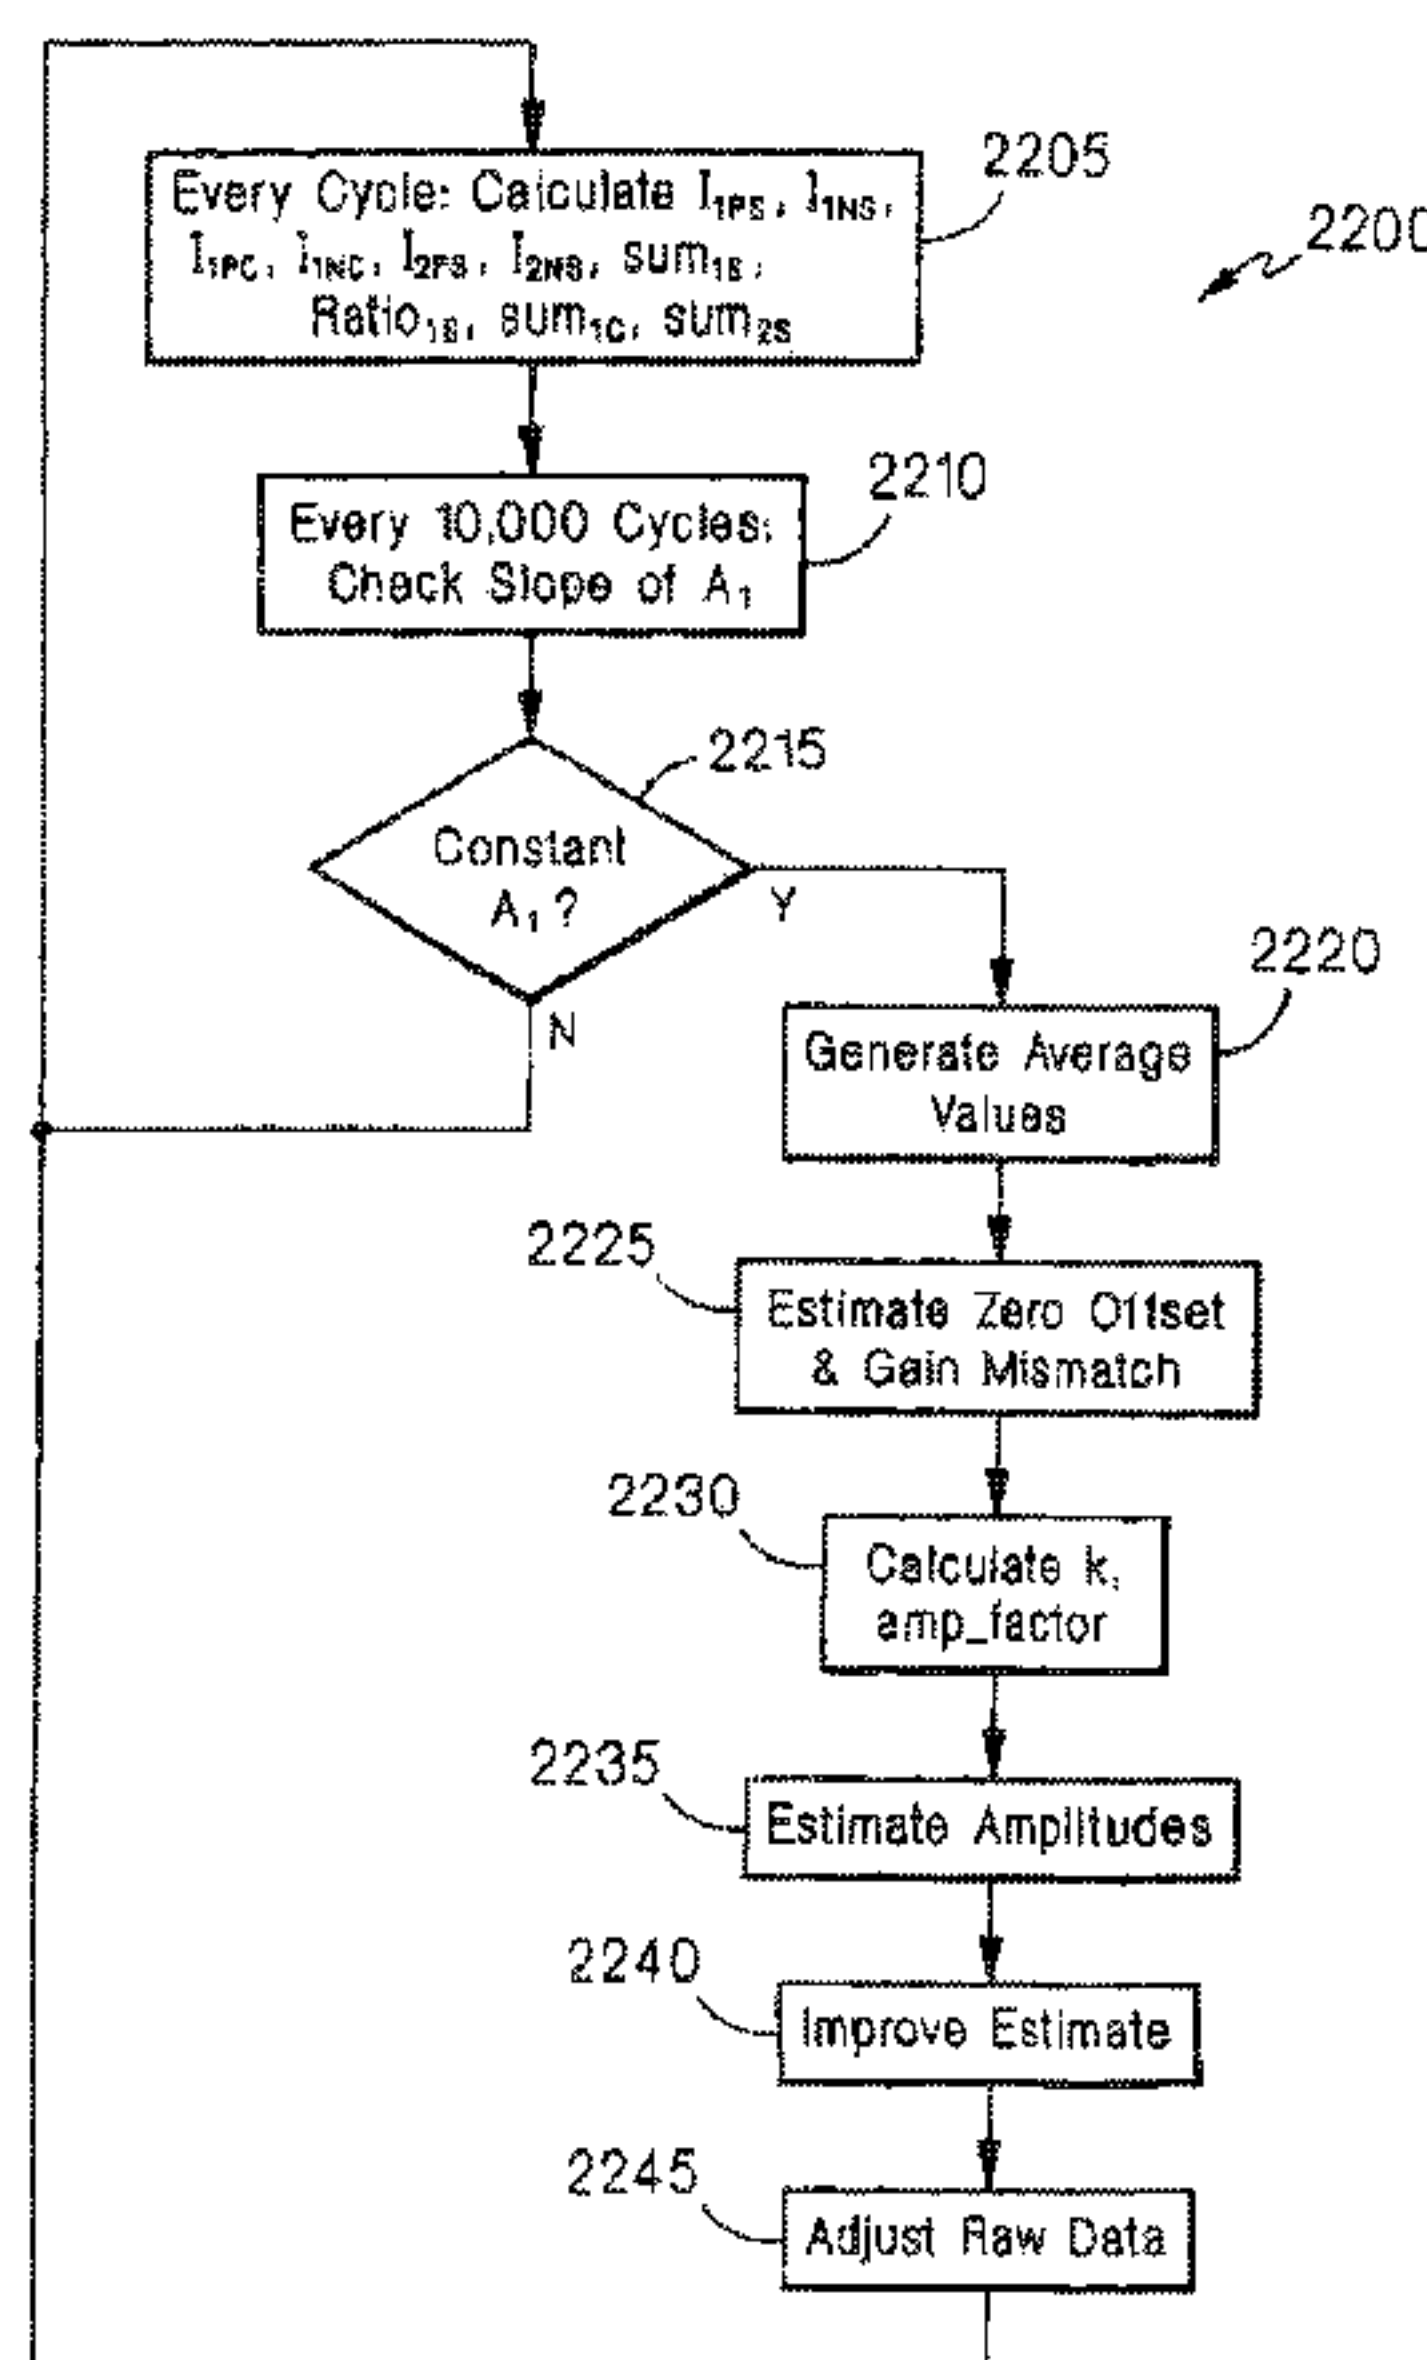 2205
2200
Every Cycle: Calculate I₁PS, I₁NS,
I₁PC, I₁NC, I₂PS, I₂NS, sum₁S,
Ratio₁S, sum₁C, sum₂S
2210
Every 10,000 Cycles:
Check Slope of A₁
2215
Constant
A₁?
Y
N
2220
Generate Average
Values
2225
Estimate Zero Offset
& Gain Mismatch
2230
Calculate k,
amp_factor
2235
Estimate Amplitudes
2240
Improve Estimate
2245
Adjust Raw Data